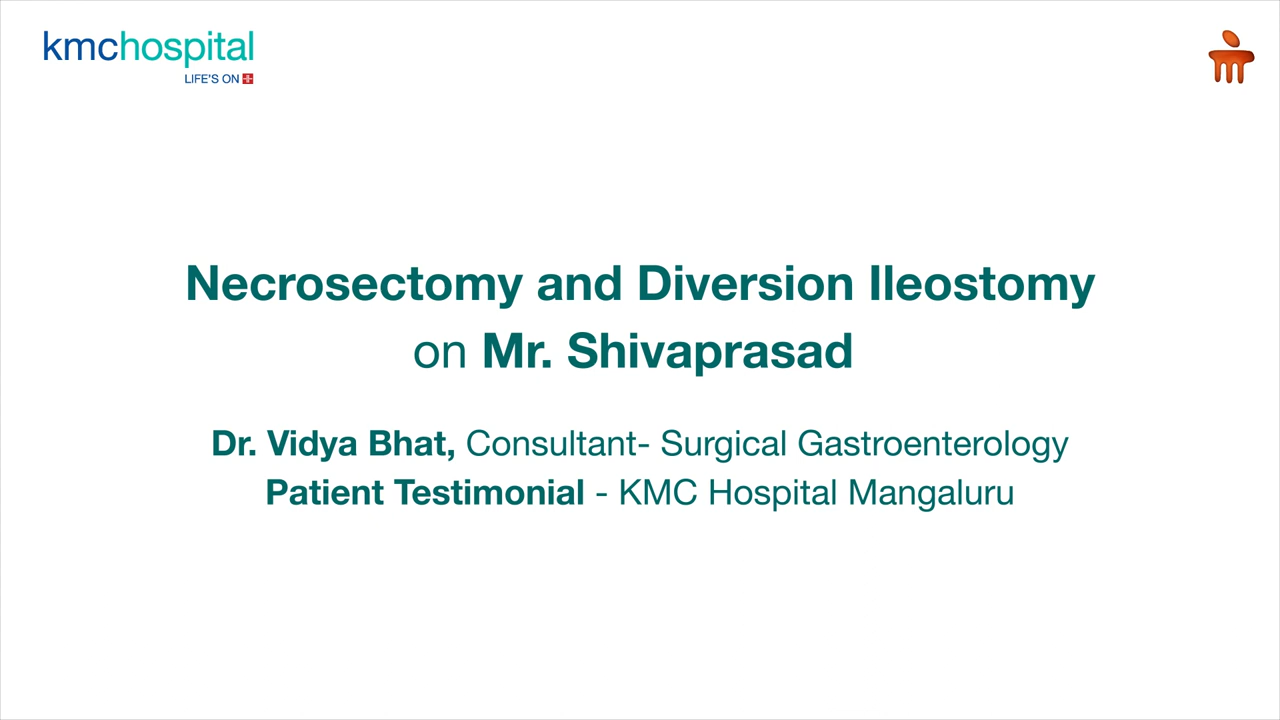 kmchospital
LIFE'S ON
Necrosectomy and Diversion Ileostomy
on Mr. Shivaprasad
Dr. Vidya Bhat, Consultant- Surgical Gastroenterology
Patient Testimonial - KMC Hospital Mangaluru